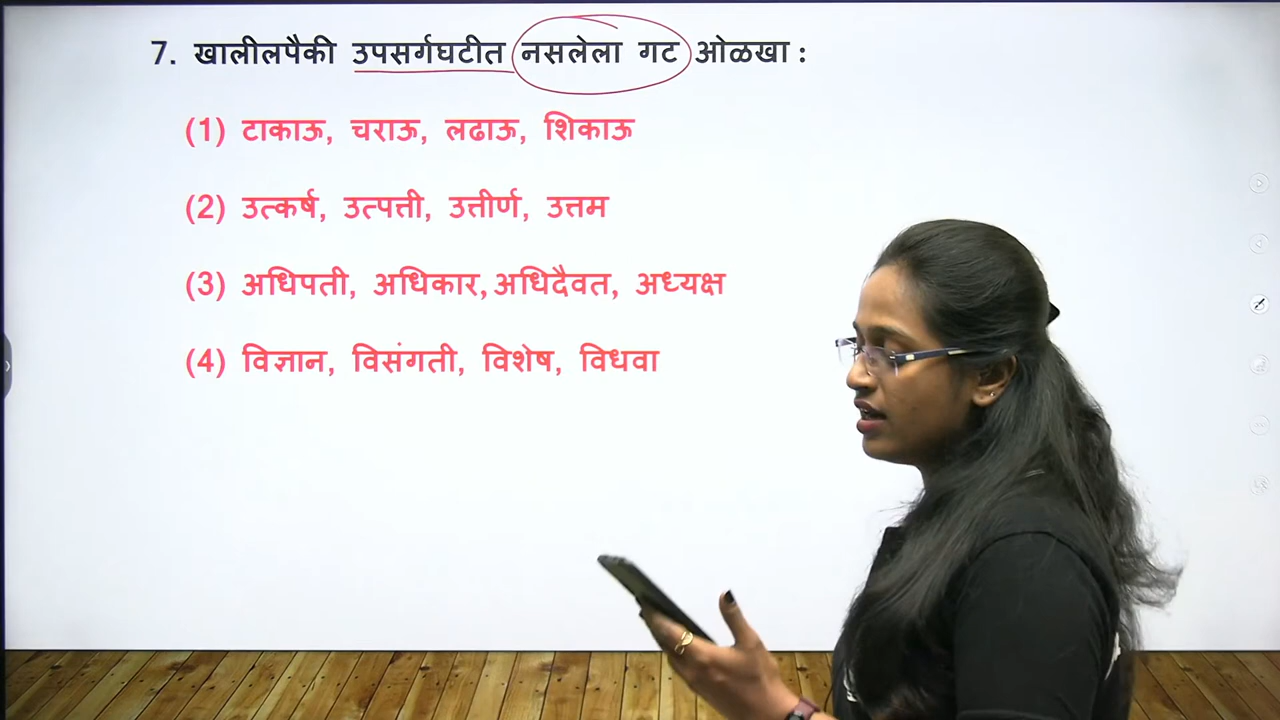 7. खालीलपैकी उपसर्गघटीत नसलेला गट ओळखा :
(1) टाकाऊ, चराऊ, लढाऊ, शिकाऊ
(2) उत्कर्ष, उत्पत्ती, उत्तीर्ण, उत्तम
(3) अधिपती, अधिकार, अधिदैवत, अध्यक्ष
(4) विज्ञान, विसंगती, विशेष, विधवा